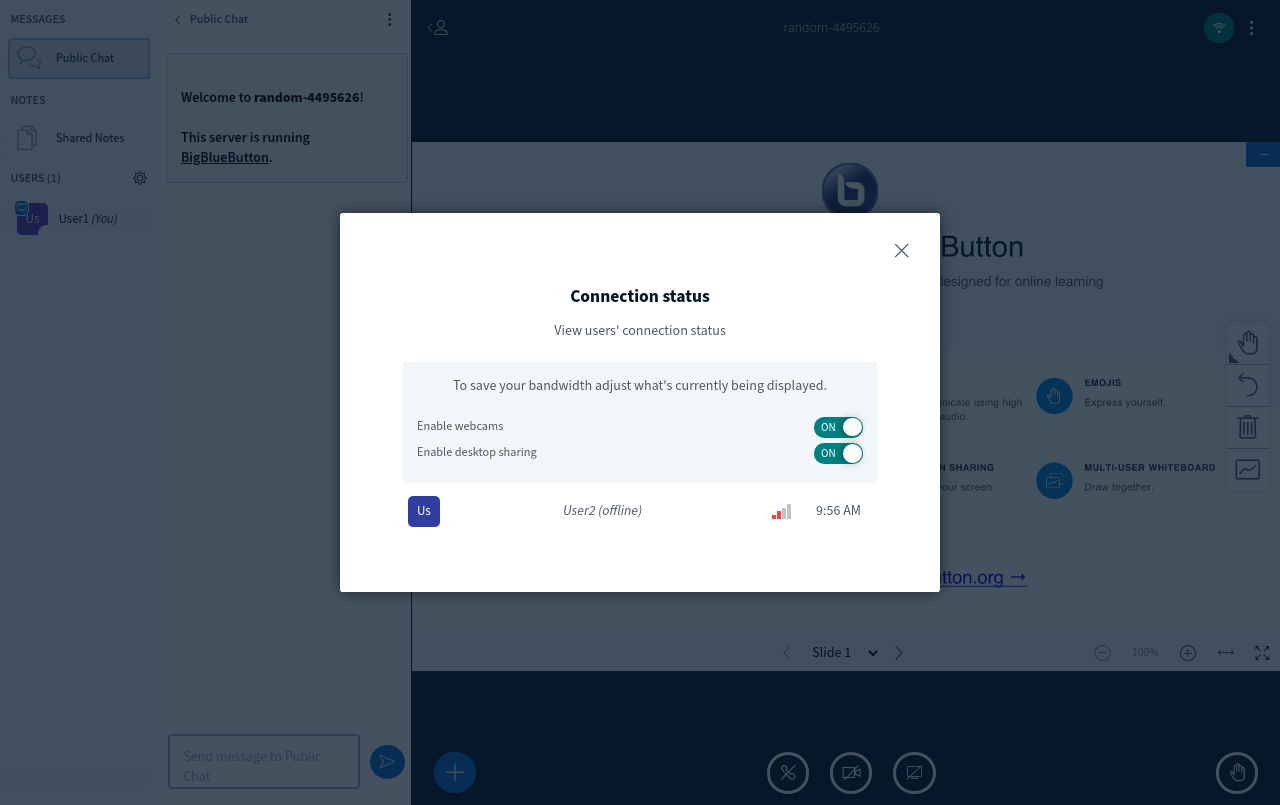 MESSAGES
Public Chat
NOTES
Shared Notes
USERS (1)
Us
User1 (You)
Public Chat
Welcome to random-4495626!
This server is running
BigBlueButton.
Send message to Public
Chat
random-4495626
Button
designed for online learning
EMOJIS
nicate using high
Express yourself.
audio.
N SHARING
MULTI-USER WHITEBOARD
our screen.
Draw together.
tton.org →
Slide 1
100%
Connection status
View users' connection status
To save your bandwidth adjust what's currently being displayed.
Enable webcams
ON
Enable desktop sharing
ON
Us
User2 (offline)
9:56 AM